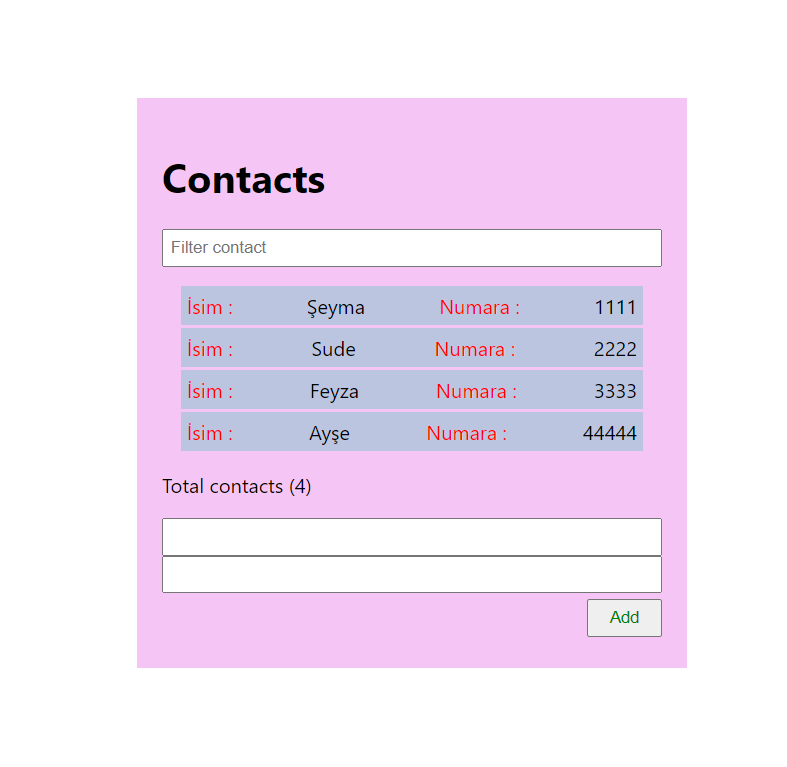 Contacts
Filter contact
İsim : Şeyma Numara : 1111
İsim : Sude Numara : 2222
İsim : Feyza Numara : 3333
İsim : Ayşe Numara : 44444
Total contacts (4)
Add